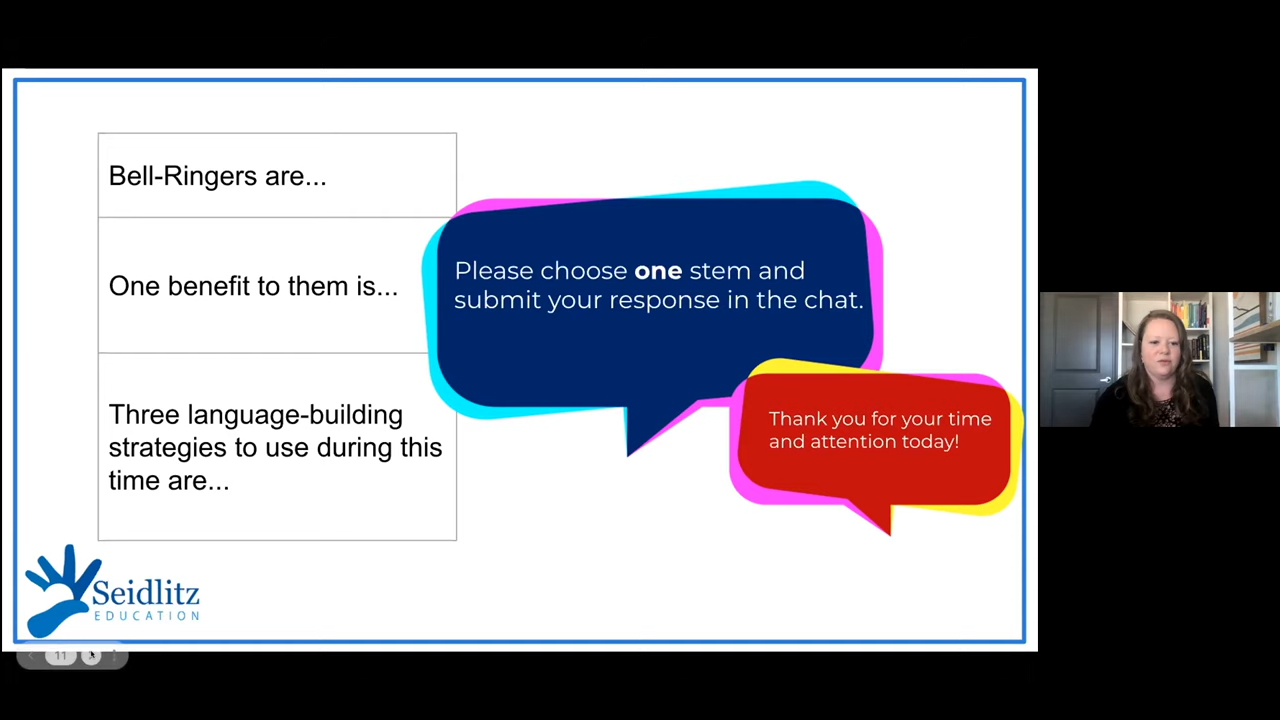 Bell-Ringers are...
One benefit to them is...
Three language-building
strategies to use during this
time are...
Please choose one stem and
submit your response in the chat.
Thank you for your time
and attention today!
Seidlitz
EDUCATION
11